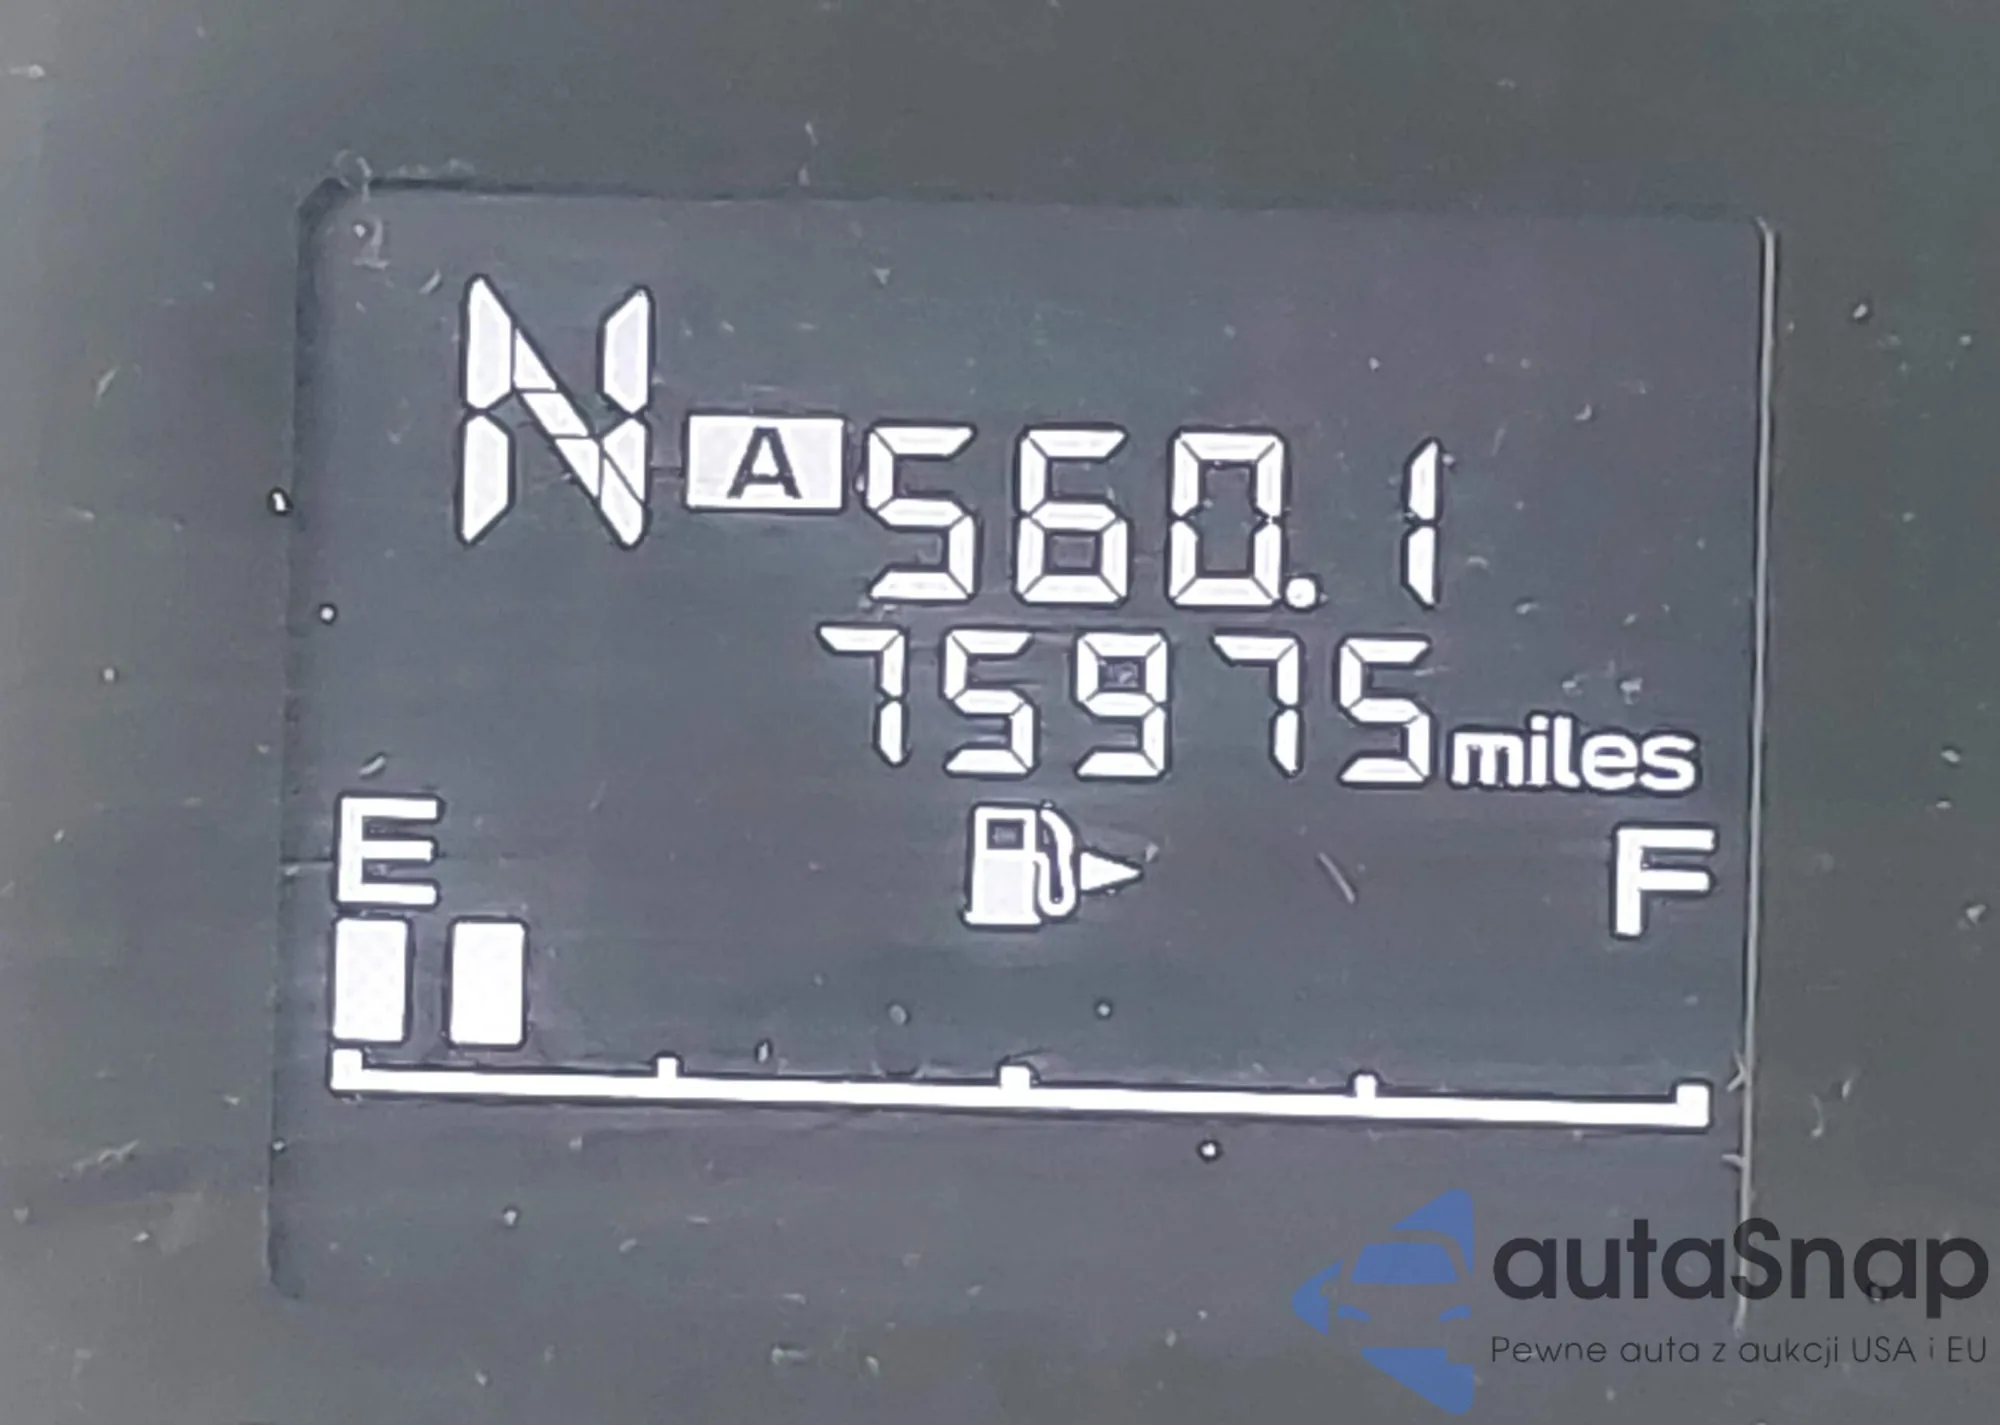 N A 560.1
75975 miles
E F
autaSnap
Pewne auta z aukcji USA i EU